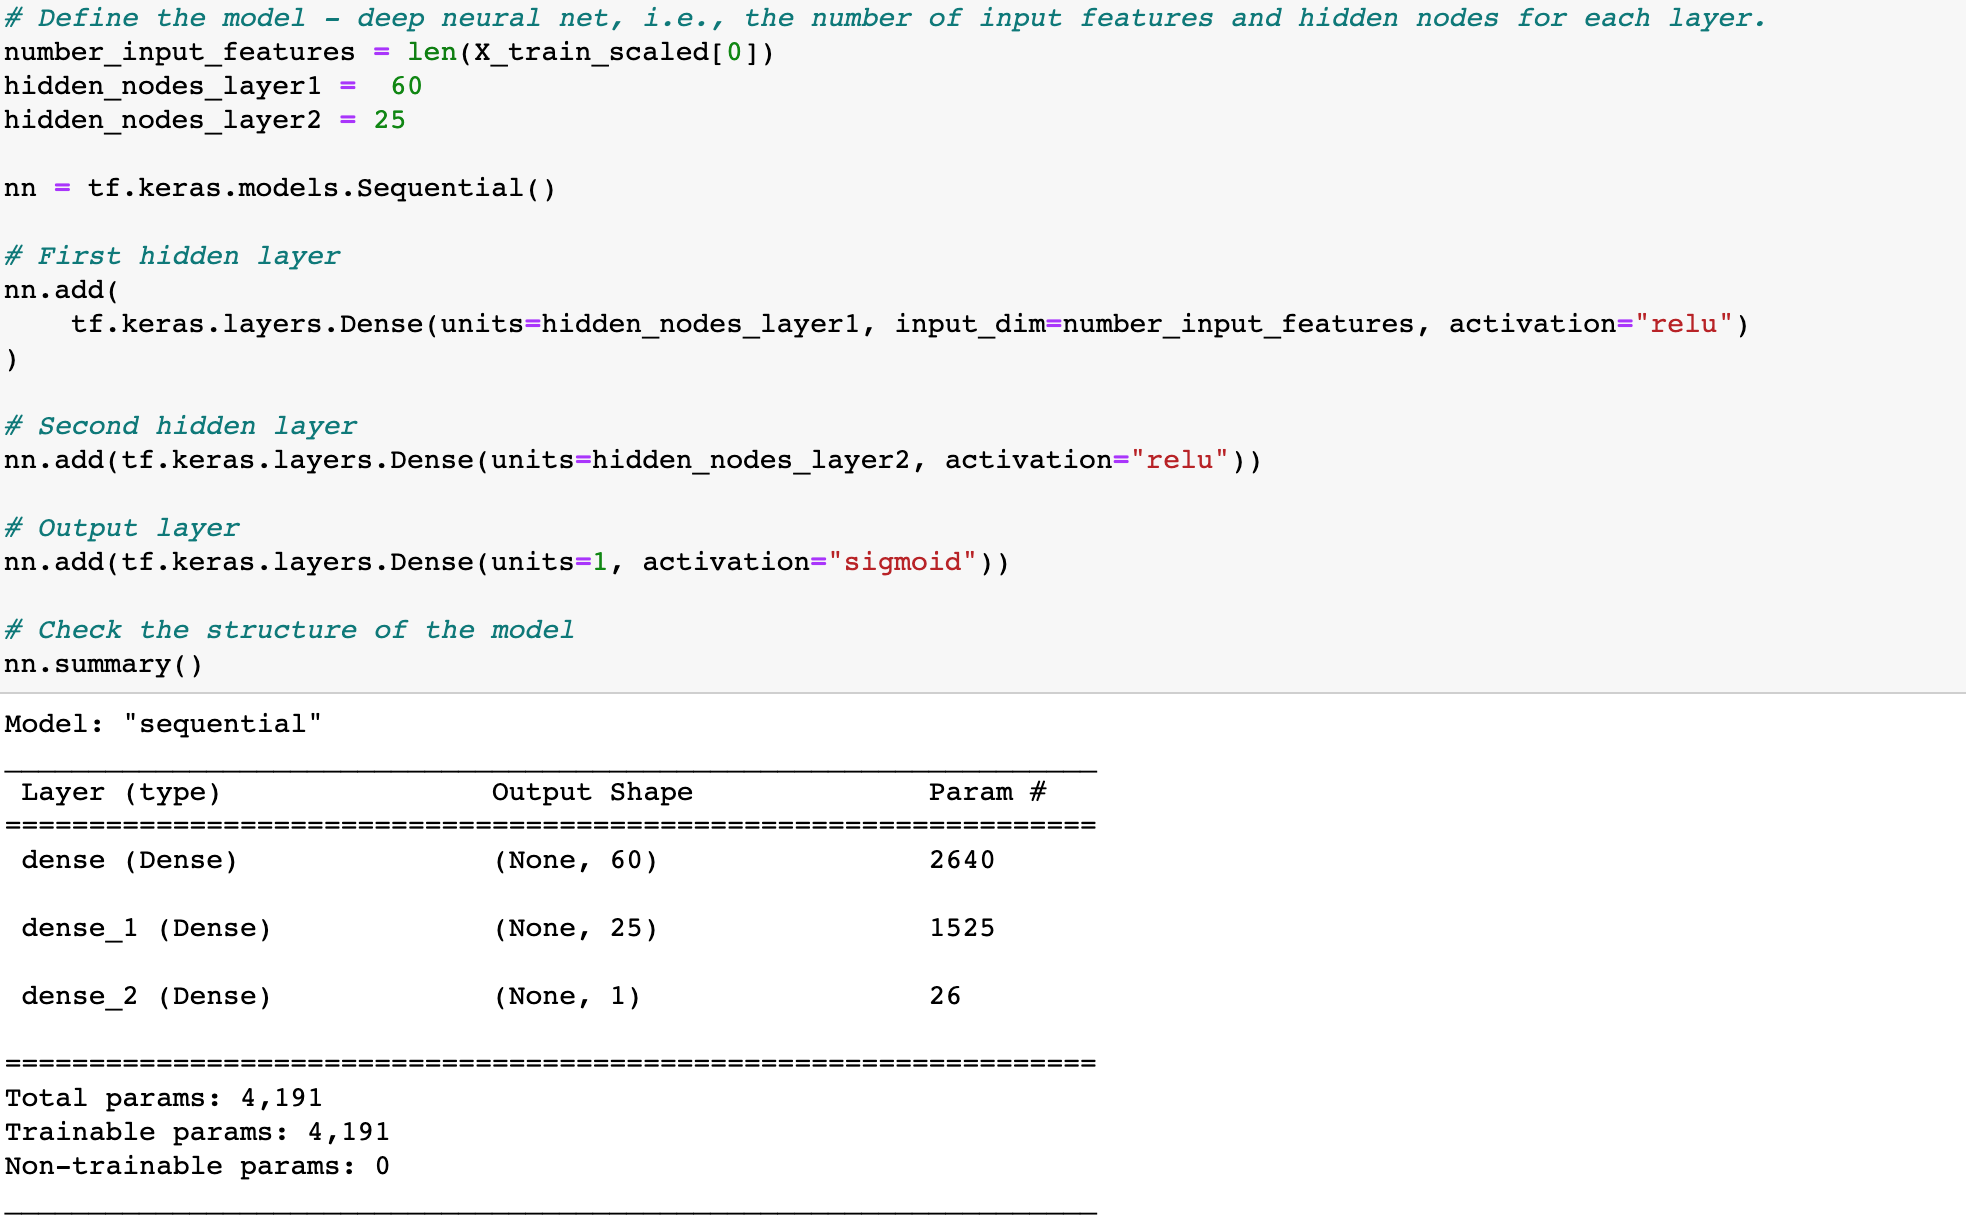 # Define the model - deep neural net, i.e., the number of input features and hidden nodes for each layer.
number_input_features = len(X_train_scaled[0])
hidden_nodes_layer1 =  60
hidden_nodes_layer2 = 25
nn = tf.keras.models.Sequential()
# First hidden layer
nn.add(
    tf.keras.layers.Dense(units=hidden_nodes_layer1, input_dim=number_input_features, activation="relu")
)
# Second hidden layer
nn.add(tf.keras.layers.Dense(units=hidden_nodes_layer2, activation="relu"))
# Output layer
nn.add(tf.keras.layers.Dense(units=1, activation="sigmoid"))
# Check the structure of the model
nn.summary()
Model: "sequential"
_________________________________________________________________
 Layer (type)                Output Shape              Param #
=================================================================
 dense (Dense)               (None, 60)                2640
 dense_1 (Dense)             (None, 25)                1525
 dense_2 (Dense)             (None, 1)                 26
=================================================================
Total params: 4,191
Trainable params: 4,191
Non-trainable params: 0
_________________________________________________________________